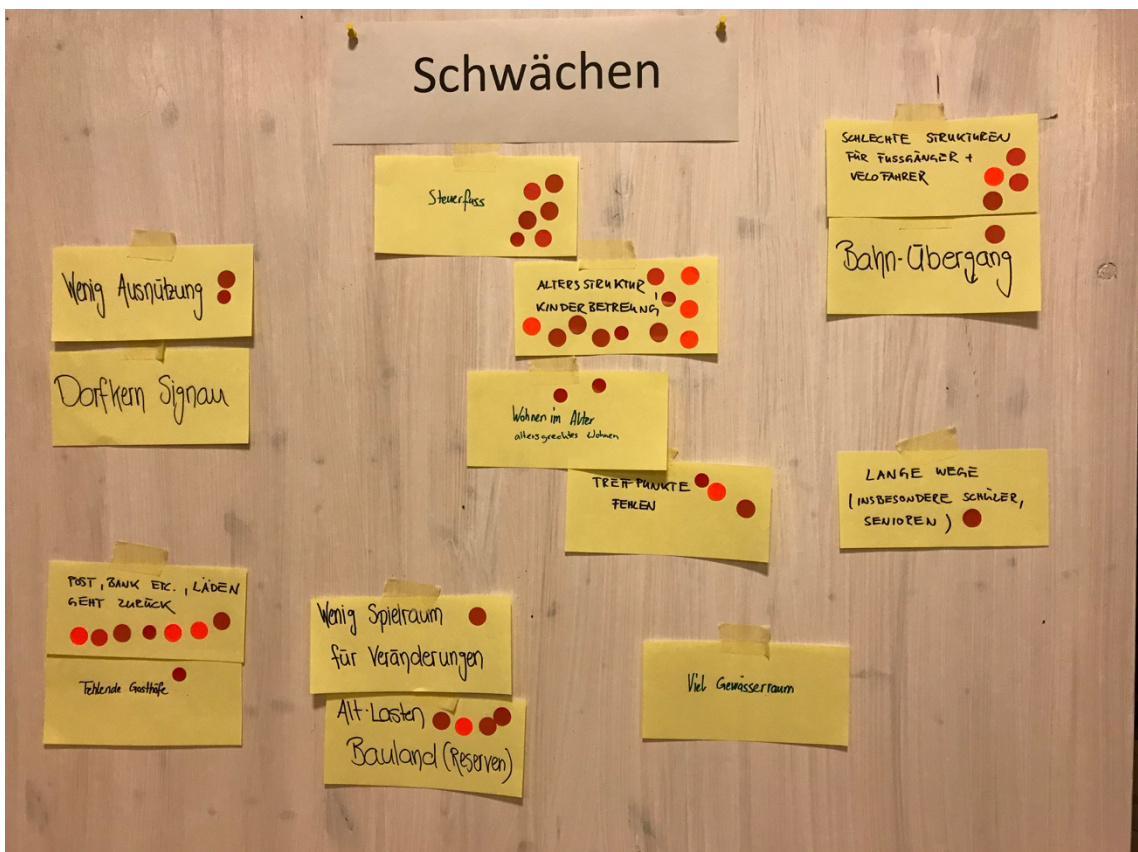 Schwächen
Steuerfuss
SCHLECHTE STRUKTUREN
FÜR FUSSGÄNGER +
VELOFAHRER
Bahn-Übergang
Wenig Ausnützung
Dorfkern Signau
ALTERSSTRUKTUR
KINDERBETREUNG!
Wohnen im Alter
altersgerechtes Wohnen
TREFFPUNKTE
FEHLEN
LANGE WEGE
(INSBESONDERE SCHÜLER,
SENIOREN)
POST, BANK ETC., LÄDEN
GEHT ZURÜCK
Fehlende Gasthöfe
Wenig Spielraum
für Veränderungen
Alt-Lasten
Bauland (Reserven)
Viel Gewässerraum